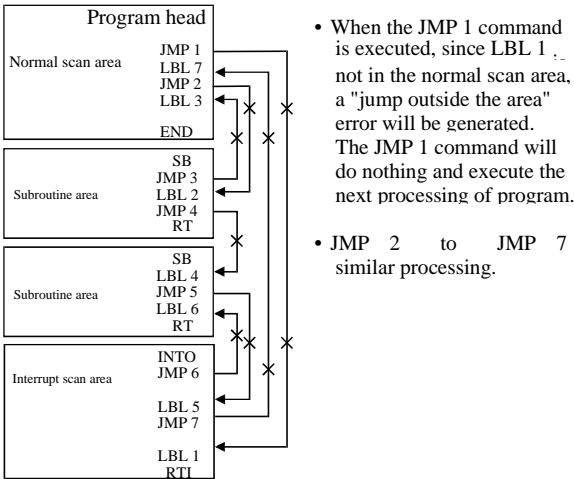 Program head
Normal scan area
JMP 1
LBL 7
JMP 2
LBL 3
END
Subroutine area
SB
JMP 3
LBL 2
JMP 4
RT
Subroutine area
SB
LBL 4
JMP 5
LBL 6
RT
Interrupt scan area
INTO
JMP 6
LBL 5
JMP 7
LBL 1
RTI
• When the JMP 1 command
is executed, since LBL 1
not in the normal scan area,
a "jump outside the area"
error will be generated.
The JMP 1 command will
do nothing and execute the
next processing of program.
• JMP 2 to JMP 7
similar processing.